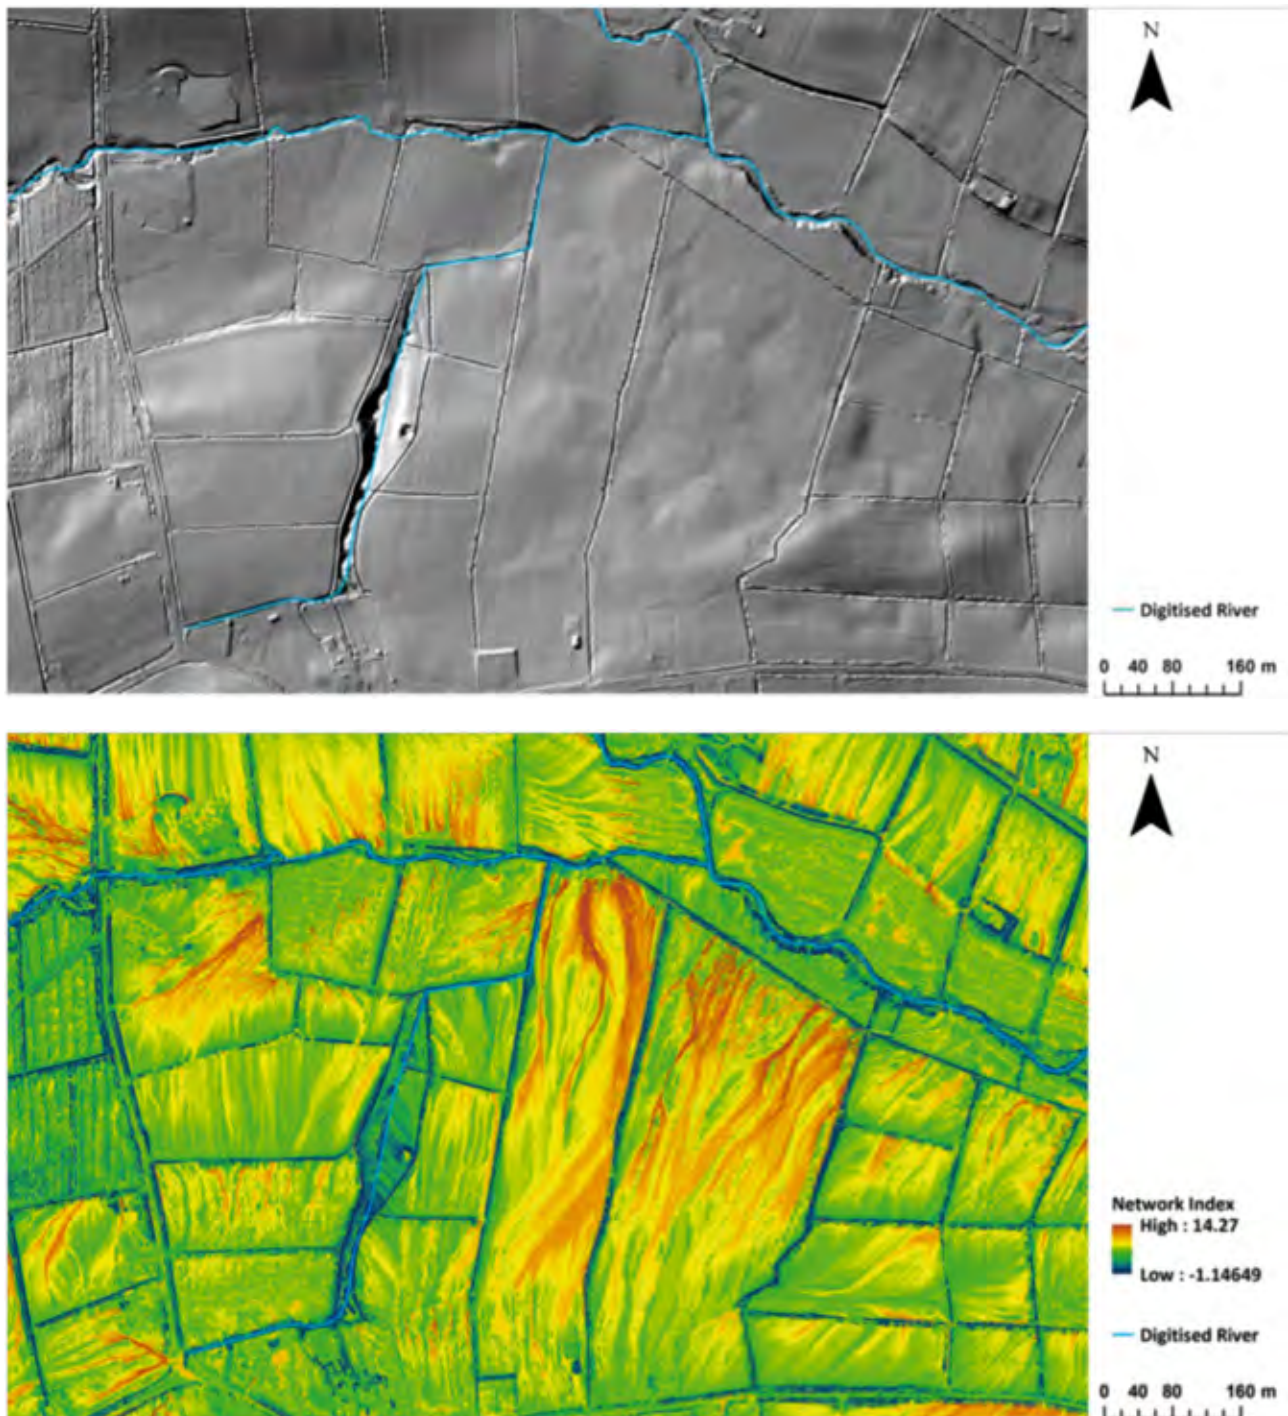 N
Digitised River
0 40 80 160 m
N
Network Index
High : 14.27
Low : -1.14649
Digitised River
0 40 80 160 m